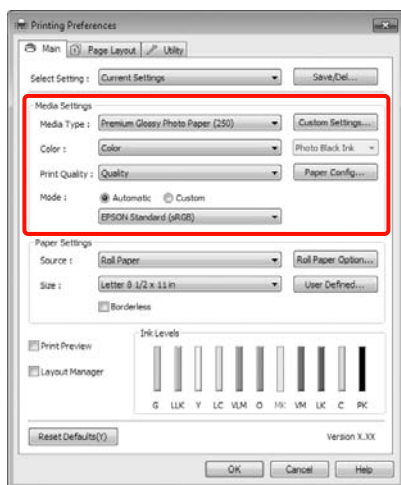 Printing Preferences
Main Page Layout Utility
Select Setting : Current Settings Save/Del...
Media Settings
Media Type : Premium Glossy Photo Paper (250) Custom Settings...
Color : Color Photo Black Ink
Print Quality : Quality Paper Config...
Mode : Automatic Custom
EPSON Standard (sRGB)
Paper Settings
Source : Roll Paper Roll Paper Option...
Size : Letter 8 1/2 x 11 in User Defined...
Borderless
Ink Levels
Print Preview
Layout Manager
G LLK Y LC VLM O MK VM LK C PK
Reset Defaults(Y) Version X.XX
OK Cancel Help